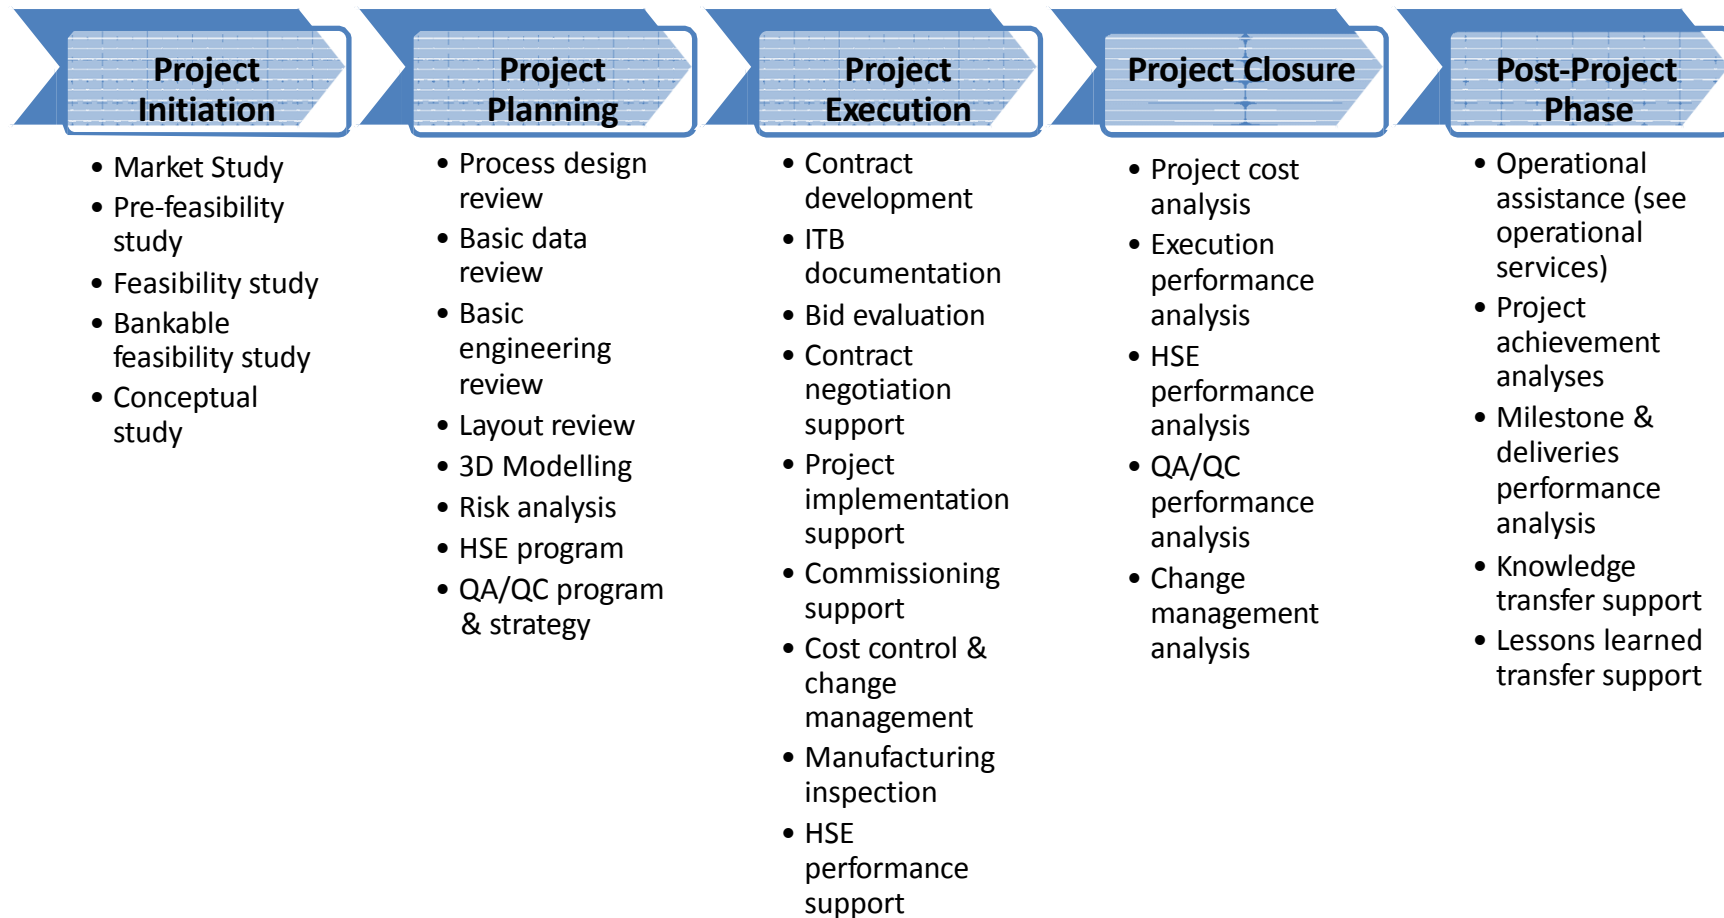 Project
Initiation
• Market Study
• Pre-feasibility
study
• Feasibility study
• Bankable
feasibility study
• Conceptual
study
Project
Planning
• Process design
review
• Basic data
review
• Basic
engineering
review
• Layout review
• 3D Modelling
• Risk analysis
• HSE program
• QA/QC program
& strategy
Project
Execution
• Contract
development
• ITB
documentation
• Bid evaluation
• Contract
negotiation
support
• Project
implementation
support
• Commissioning
support
• Cost control &
change
management
• Manufacturing
inspection
• HSE
performance
support
Project Closure
• Project cost
analysis
• Execution
performance
analysis
• HSE
performance
analysis
• QA/QC
performance
analysis
• Change
management
analysis
Post-Project
Phase
• Operational
assistance (see
operational
services)
• Project
achievement
analyses
• Milestone &
deliveries
performance
analysis
• Knowledge
transfer support
• Lessons learned
transfer support